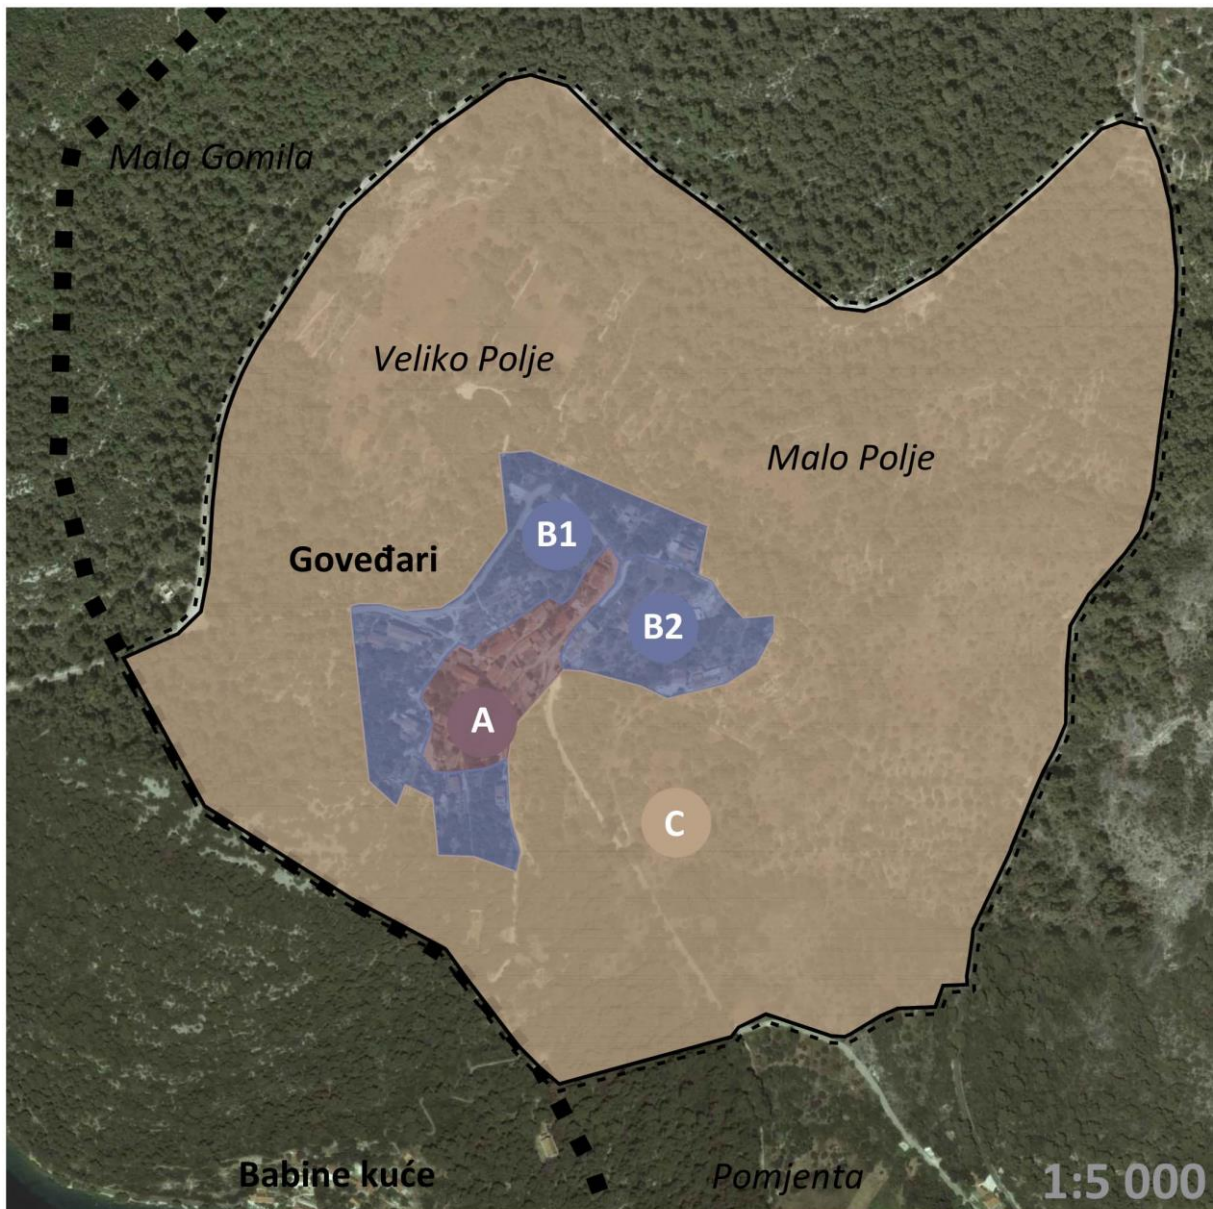 Mala Gomila
Veliko Polje
Malo Polje
B1
Goveđari
B2
A
C
Babine kuće
Pomjenta
1:5 000